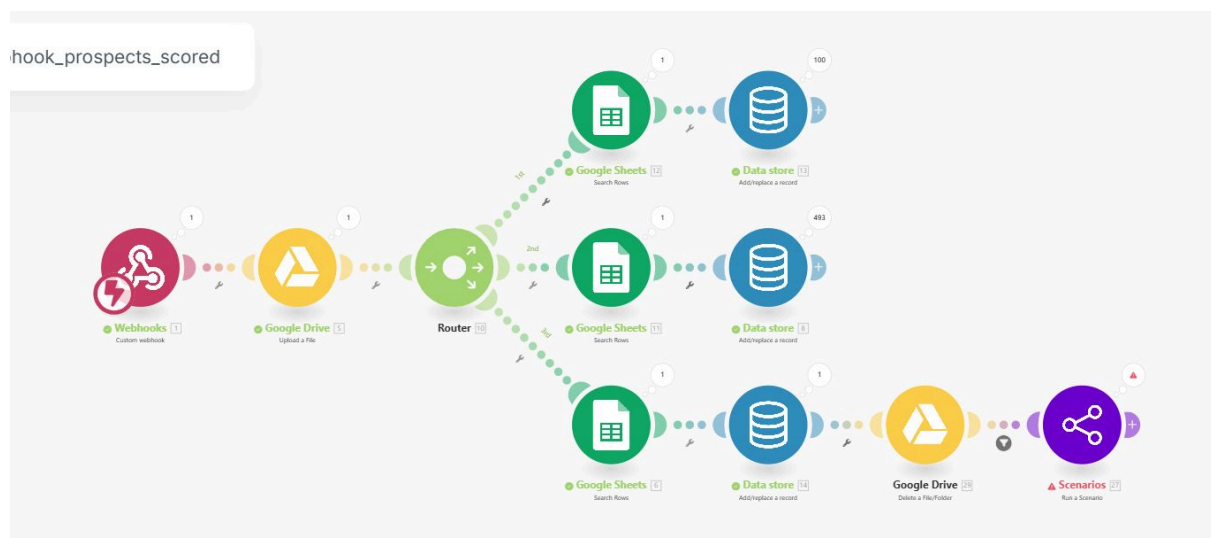 hook_prospects_scored
1
100
1st
Google Sheets 12
Search Rows
Data store 13
Add/replace a record
1
1
1
493
2nd
Webhooks 1
Custom webhook
Google Drive 5
Upload a File
Router 10
Google Sheets 11
Search Rows
Data store 8
Add/replace a record
3rd
1
1
Google Sheets 6
Search Rows
Data store 14
Add/replace a record
Google Drive 29
Delete a File/Folder
Scenarios 27
Run a Scenario